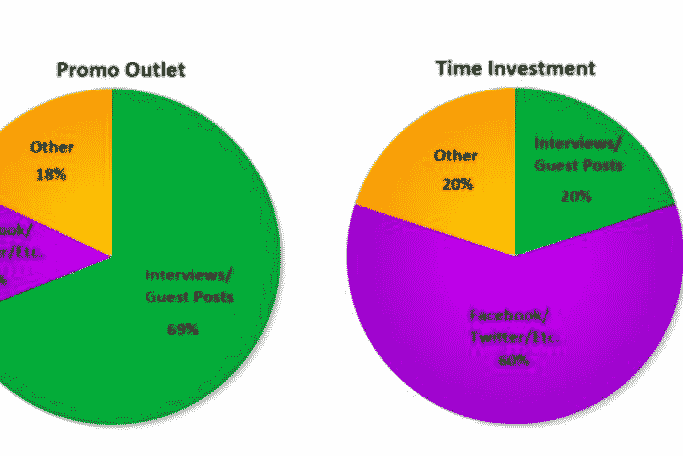 Promo Outlet
Other
18%
Interviews/
Guest Posts
69%
Time Investment
Other
20%
Interviews/
Guest Posts
20%
Facebook/
Twitter/Etc.
60%